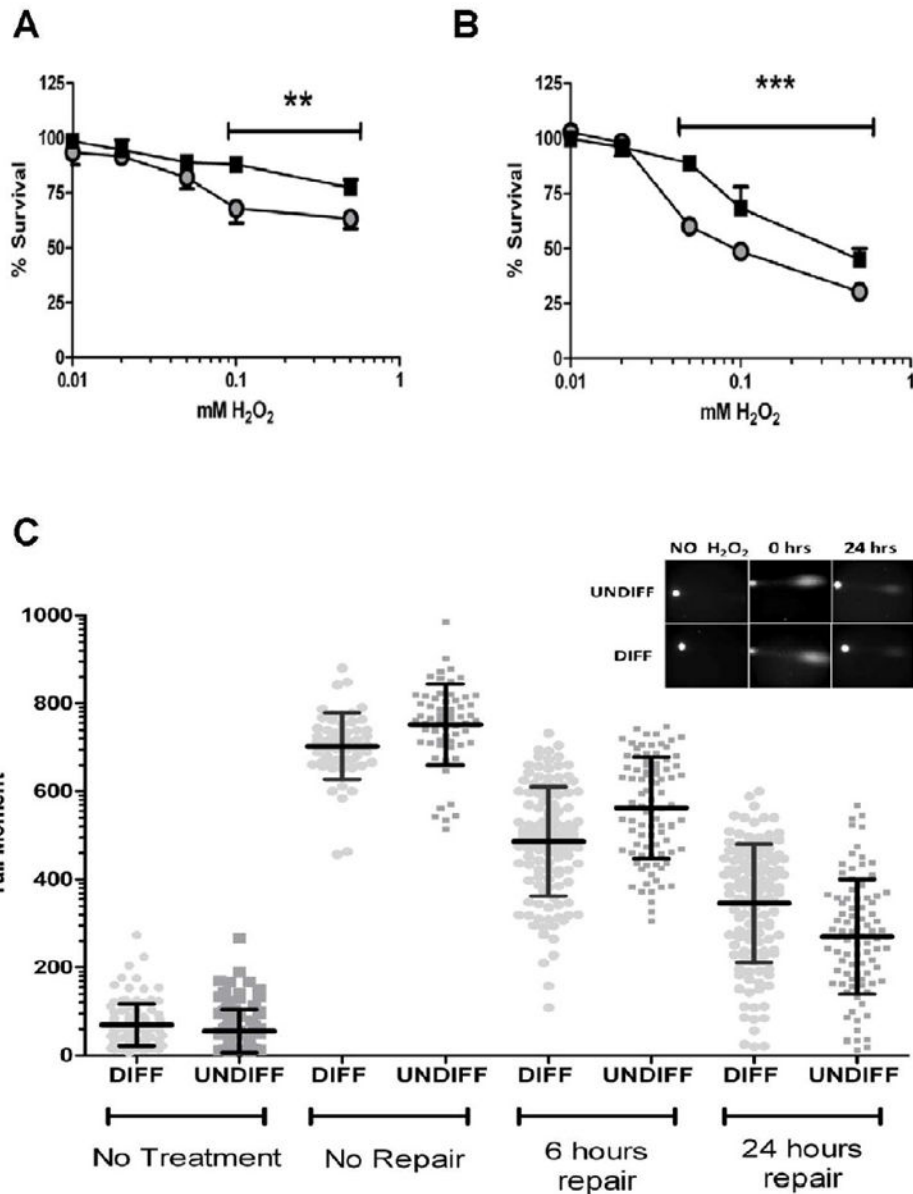 A
B
125
100
75
50
25
0
% Survival
**
0.01 0.1 1
mM H₂O₂
125
100
75
50
25
0
% Survival
***
0.01 0.1 1
mM H₂O₂
C
NO H₂O₂ 0 hrs 24 hrs
UNDIFF
DIFF
1000
800
600
400
200
0
DIFF UNDIFF DIFF UNDIFF DIFF UNDIFF DIFF UNDIFF
No Treatment No Repair 6 hours repair 24 hours repair